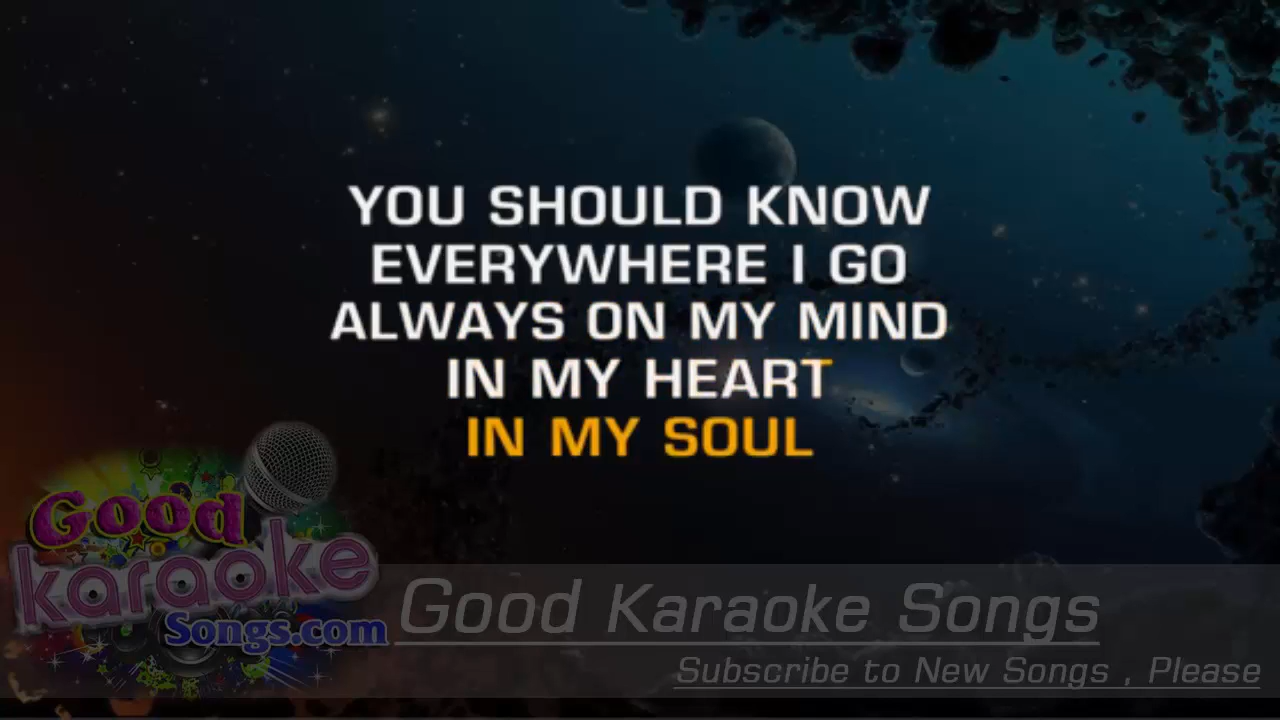 YOU SHOULD KNOW
EVERYWHERE I GO
ALWAYS ON MY MIND
IN MY HEART
IN MY SOUL
Good
karaoke
Songs.com
Good Karaoke Songs
Subscribe to New Songs , Please